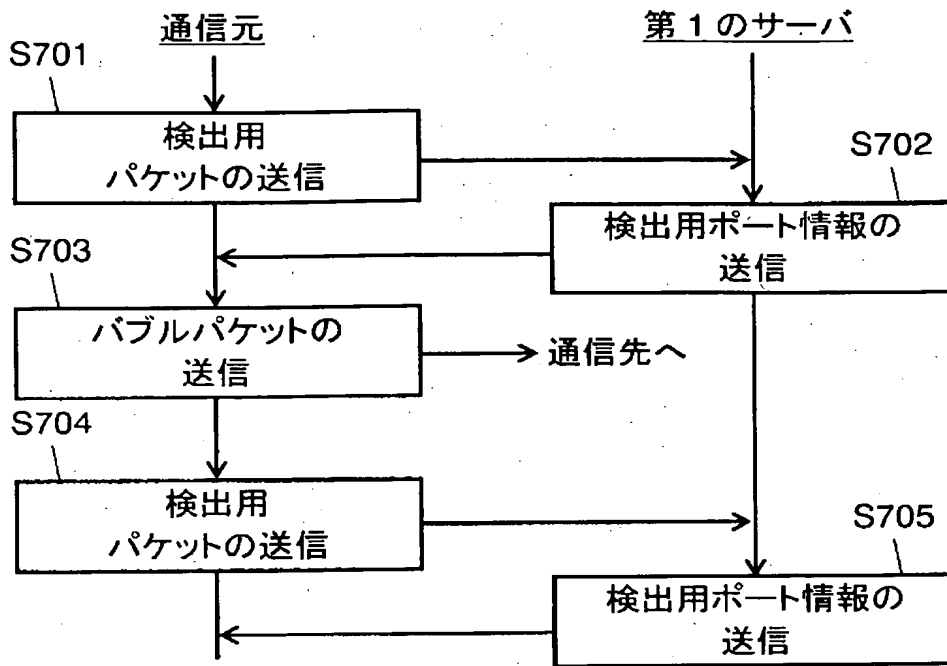 通信元
第1のサーバ
S701
検出用
パケットの送信
S702
検出用ポート情報の
送信
S703
バブルパケットの
送信
通信先へ
S704
検出用
パケットの送信
S705
検出用ポート情報の
送信